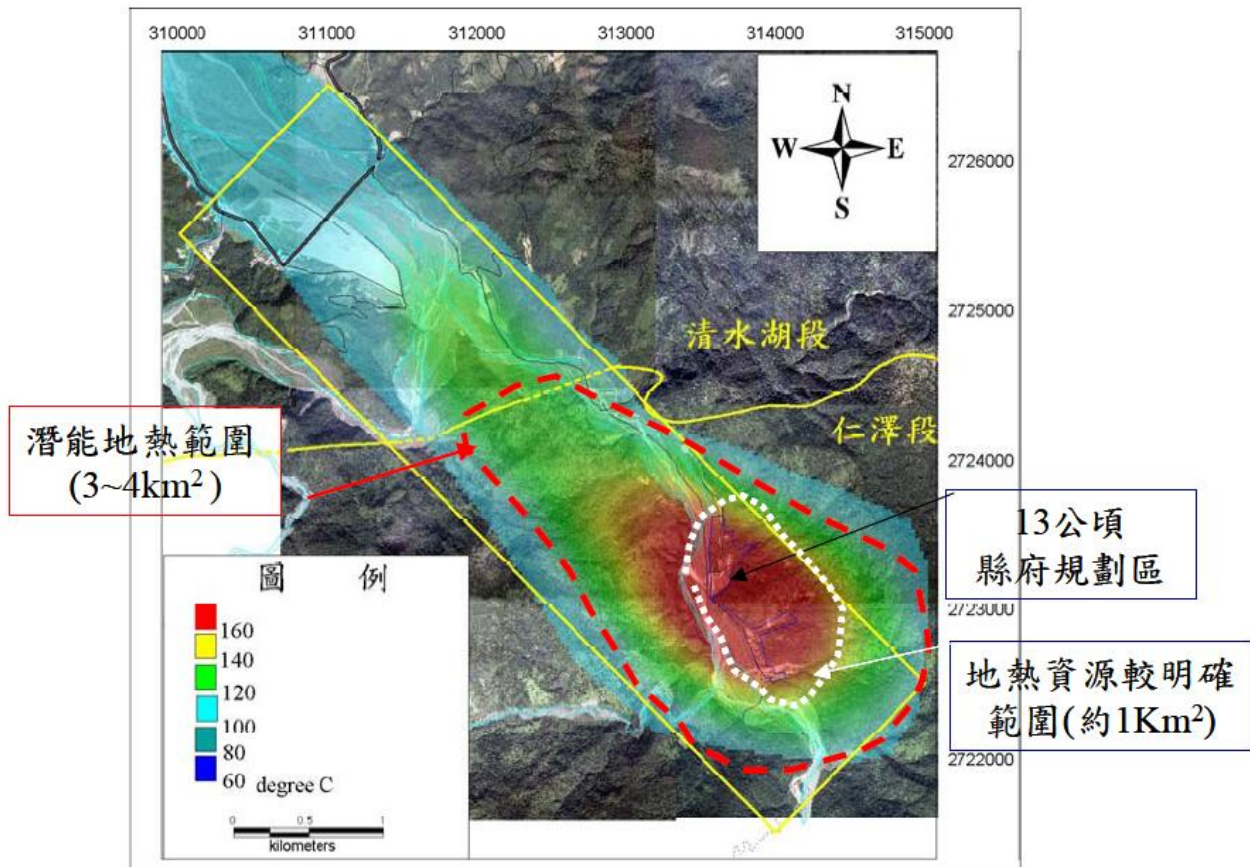 310000 311000 312000 313000 314000 315000
N
W E
S
2726000
2725000
清水湖段
仁澤段
潛能地熱範圍
(3~4km²)
2724000
13公頃
縣府規劃區
2723000
地熱資源較明確
範圍(約1Km²)
2722000
圖 例
160
140
120
100
80
60 degree C
0 0.5 1
kilometers